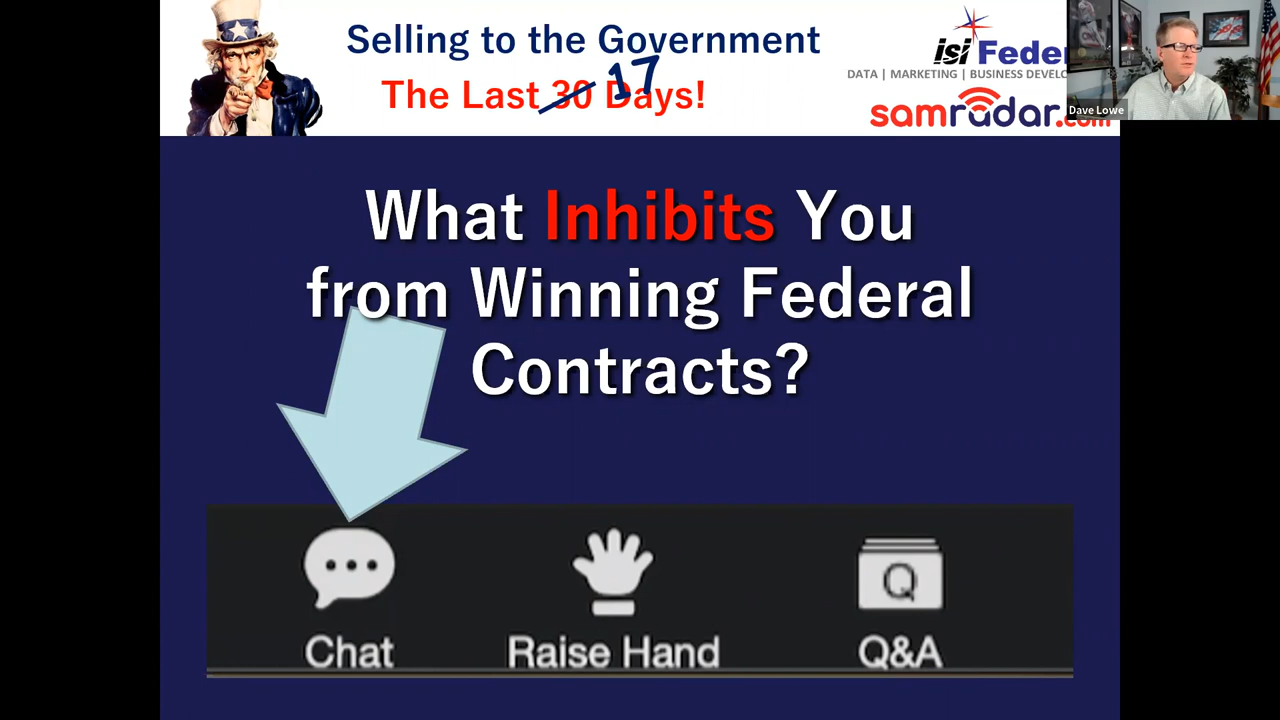 Selling to the Government
The Last 30 17 Days!
isi Feder
DATA | MARKETING | BUSINESS DEVELO
samradar.com
Dave Lowe
What Inhibits You
from Winning Federal
Contracts?
Chat
Raise Hand
Q&A
Q